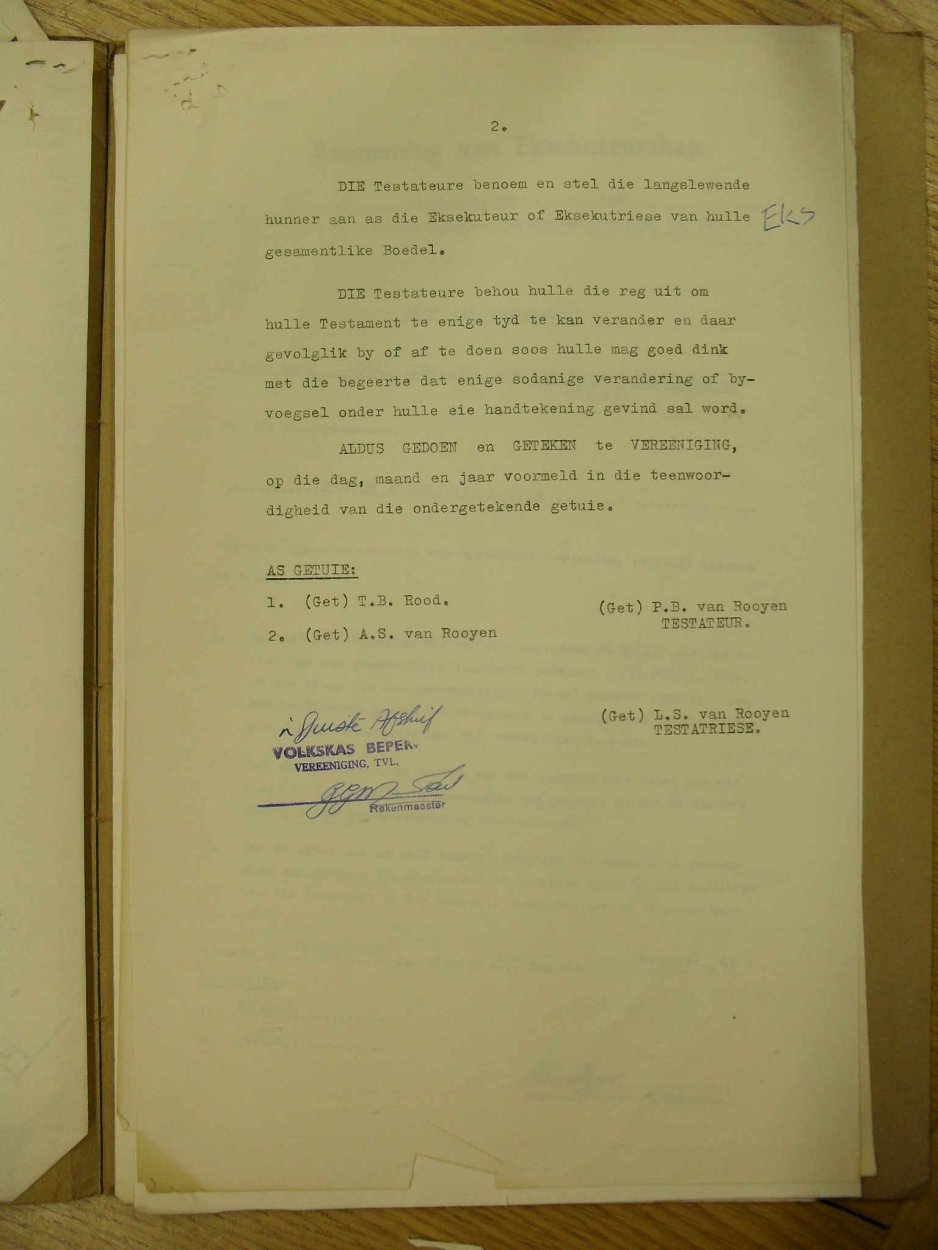 2.
DIE Testateure benoem en stel die langslewende
hunner aan as die Eksekuteur of Eksekutriese van hulle EKS
gesamentlike Boedel.
DIE Testateure behou hulle die reg uit om
hulle Testament te enige tyd te kan verander en daar
gevolglik by of af te doen soos hulle mag goed dink
met die begeerte dat enige sodanige verandering of by-
voegsel onder hulle eie handtekening gevind sal word.
ALDUS GEDOEN en GETEKEN te VEREENIGING,
op die dag, maand en jaar voormeld in die teenwoor-
digheid van die ondergetekende getuie.
AS GETUIE:
1. (Get) T.B. Rood.
2. (Get) A.S. van Rooyen
(Get) P.B. van Rooyen
TESTATEUR.
(Get) L.S. van Rooyen
TESTATRIESE.
'n Juiste Afskrif
VOLKSKAS BEPERK.
VEREENIGING, TVL.
Rekenmeester